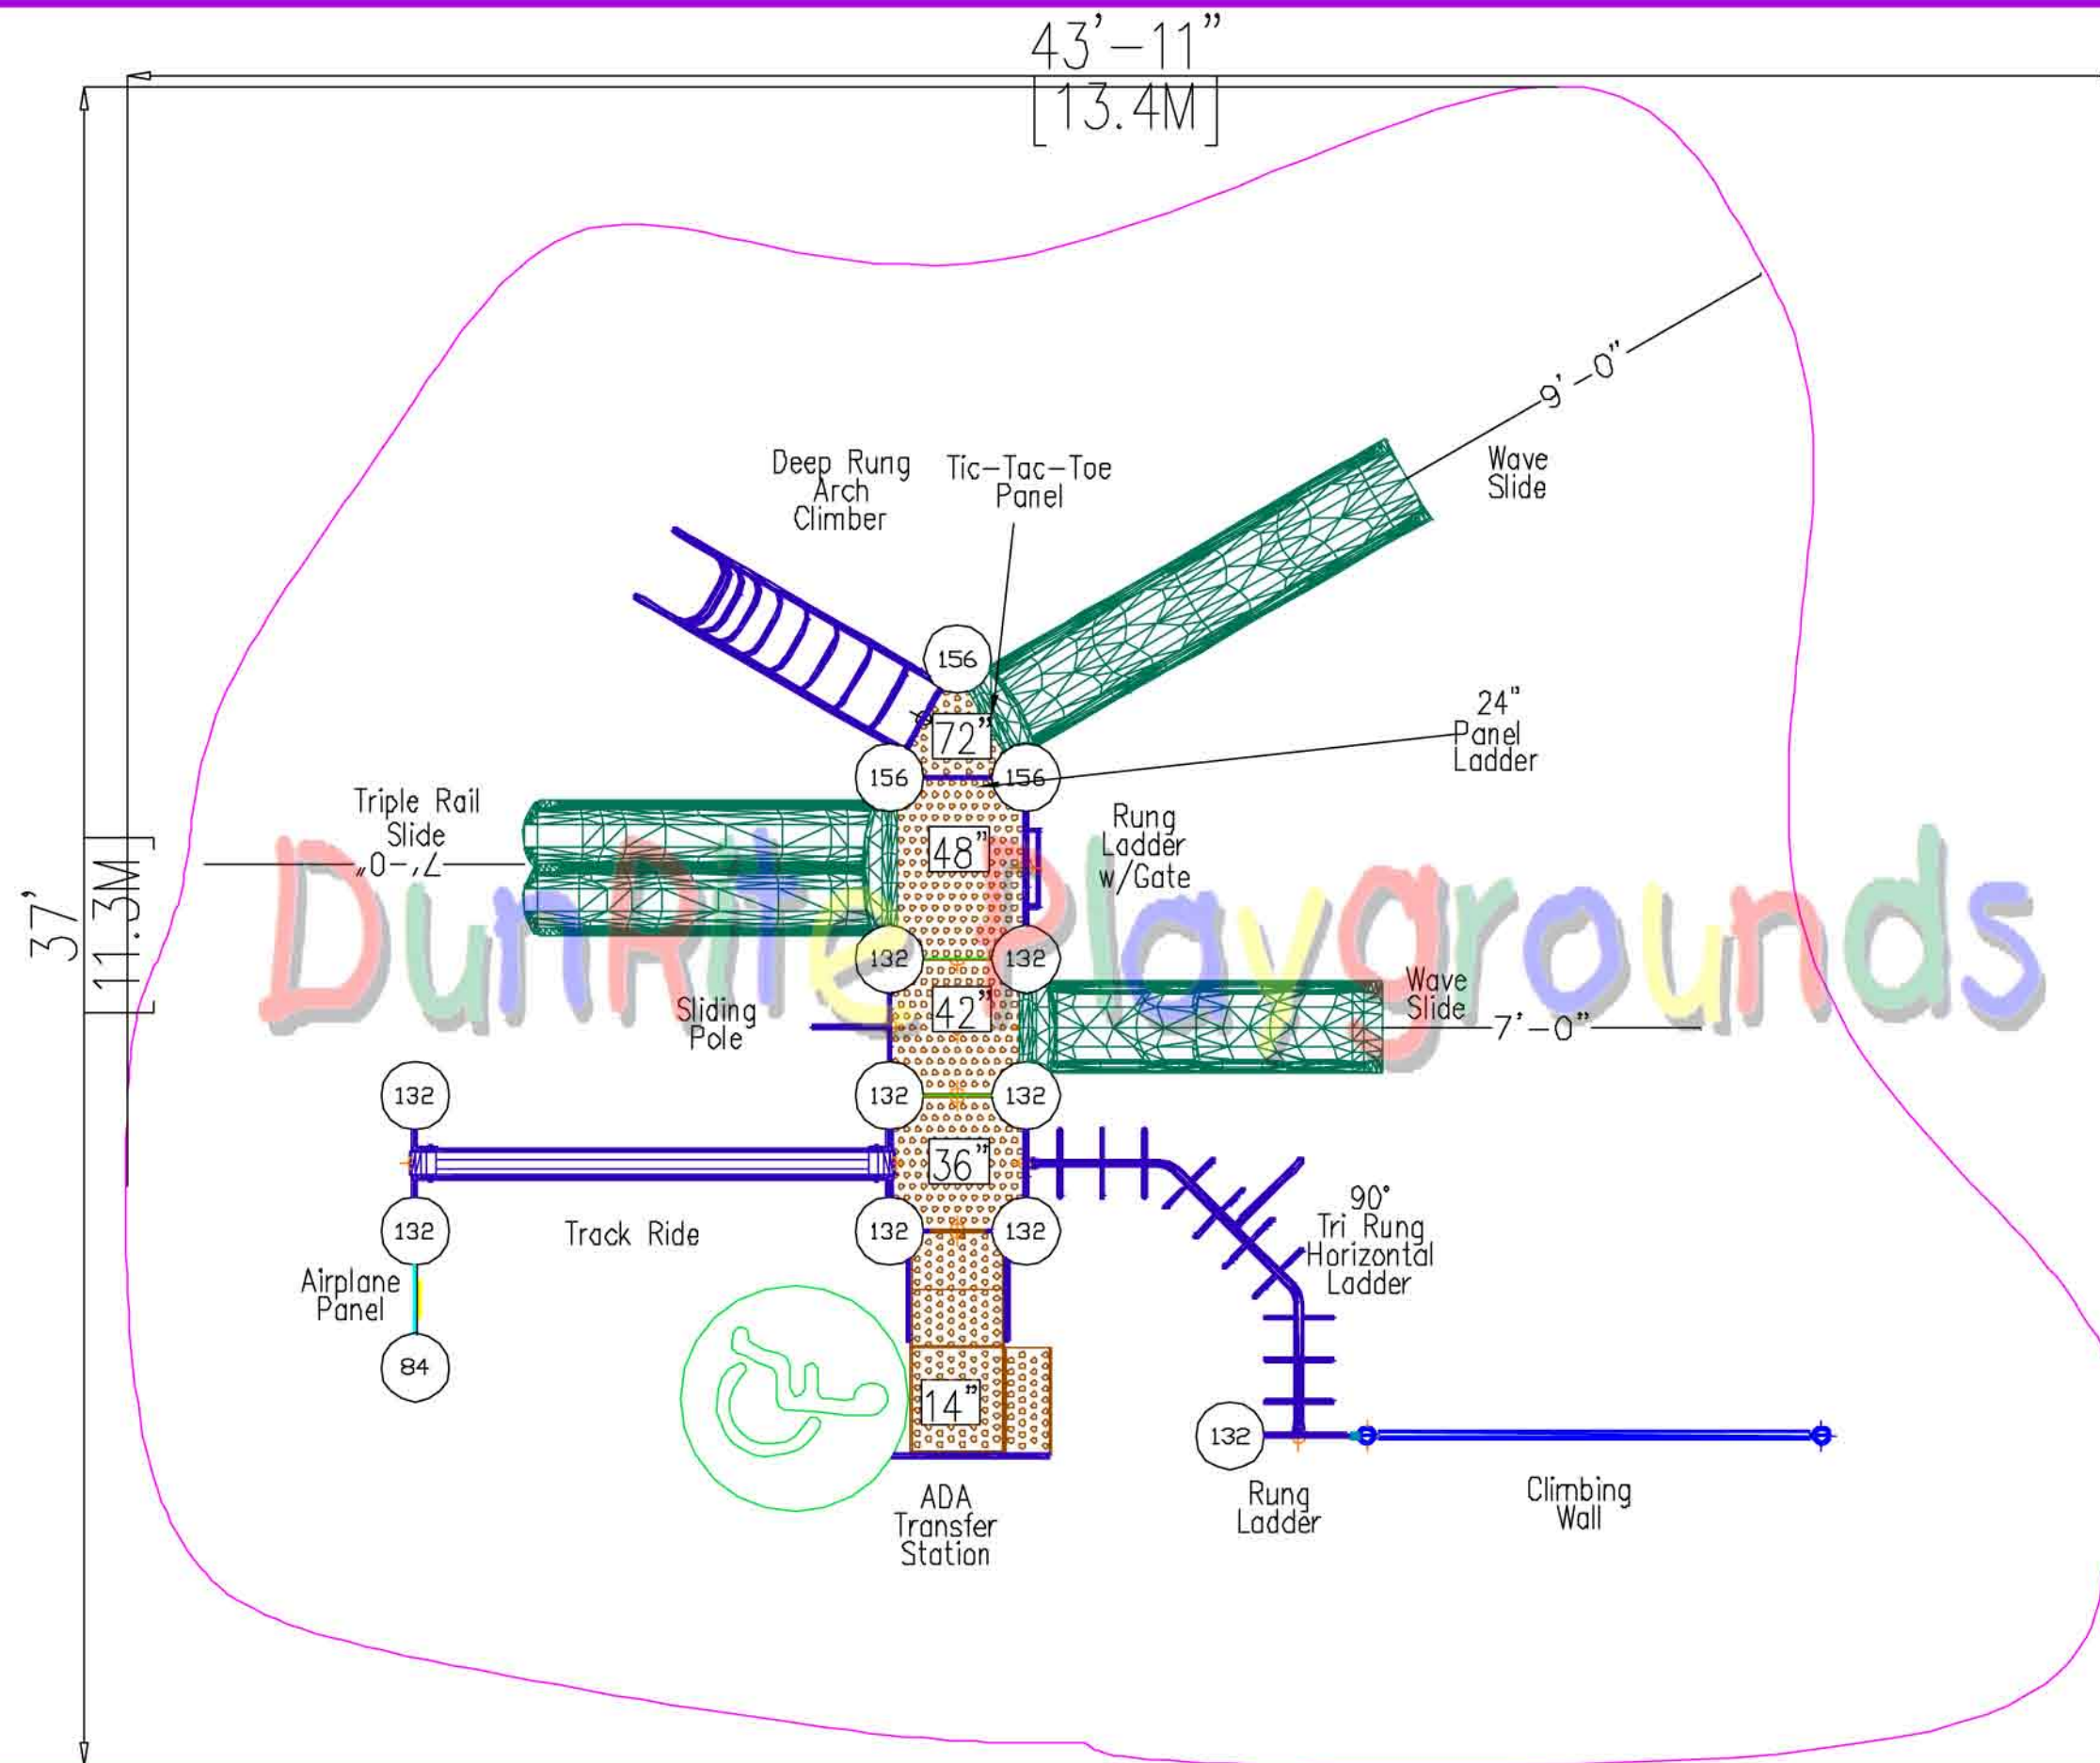 43'-11"
[13.4M]
9'-0"
Deep Rung
Arch
Climber
Tic-Tac-Toe
Panel
Wave
Slide
156
24"
Panel
Ladder
72"
156
156
Triple Rail
Slide
7'-0"
48"
Rung
Ladder
w/Gate
37'
[11.3M]
DunRite Playgrounds
132
132
Sliding
Pole
42"
Wave
Slide
7'-0"
132
132
132
36"
132
Track Ride
132
132
90°
Tri Rung
Horizontal
Ladder
Airplane
Panel
84
14"
132
ADA
Transfer
Station
Rung
Ladder
Climbing
Wall